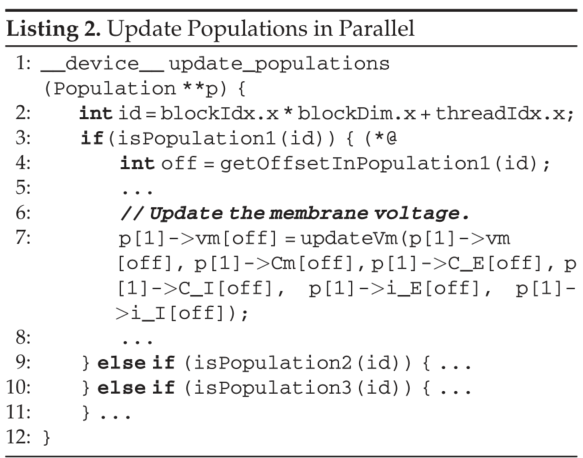 Listing 2. Update Populations in Parallel
1: __device__ update_populations
(Population **p) {
2: int id=blockIdx.x*blockDim.x+threadIdx.x;
3: if(isPopulation1(id)) { (*@
4: int off=getOffsetInPopulation1(id);
5: ...
6: // Update the membrane voltage.
7: p[1]->vm[off]=updateVm(p[1]->vm
[off], p[1]->Cm[off], p[1]->C_E[off], p
[1]->C_I[off], p[1]->i_E[off], p[1]-
>i_I[off]);
8: ...
9: } else if (isPopulation2(id)) { ...
10: } else if (isPopulation3(id)) { ...
11: } ...
12: }